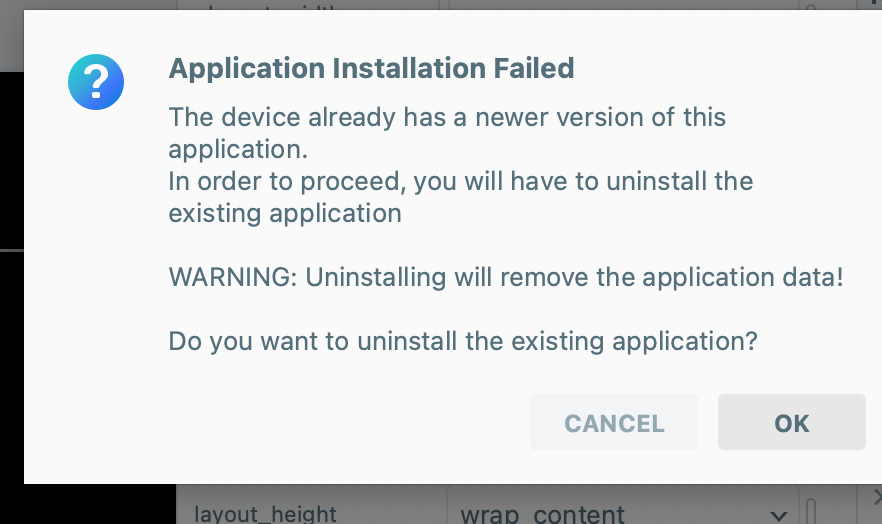 Application Installation Failed
The device already has a newer version of this
application.
In order to proceed, you will have to uninstall the
existing application
WARNING: Uninstalling will remove the application data!
Do you want to uninstall the existing application?
CANCEL
OK
layout_height
wrap_content